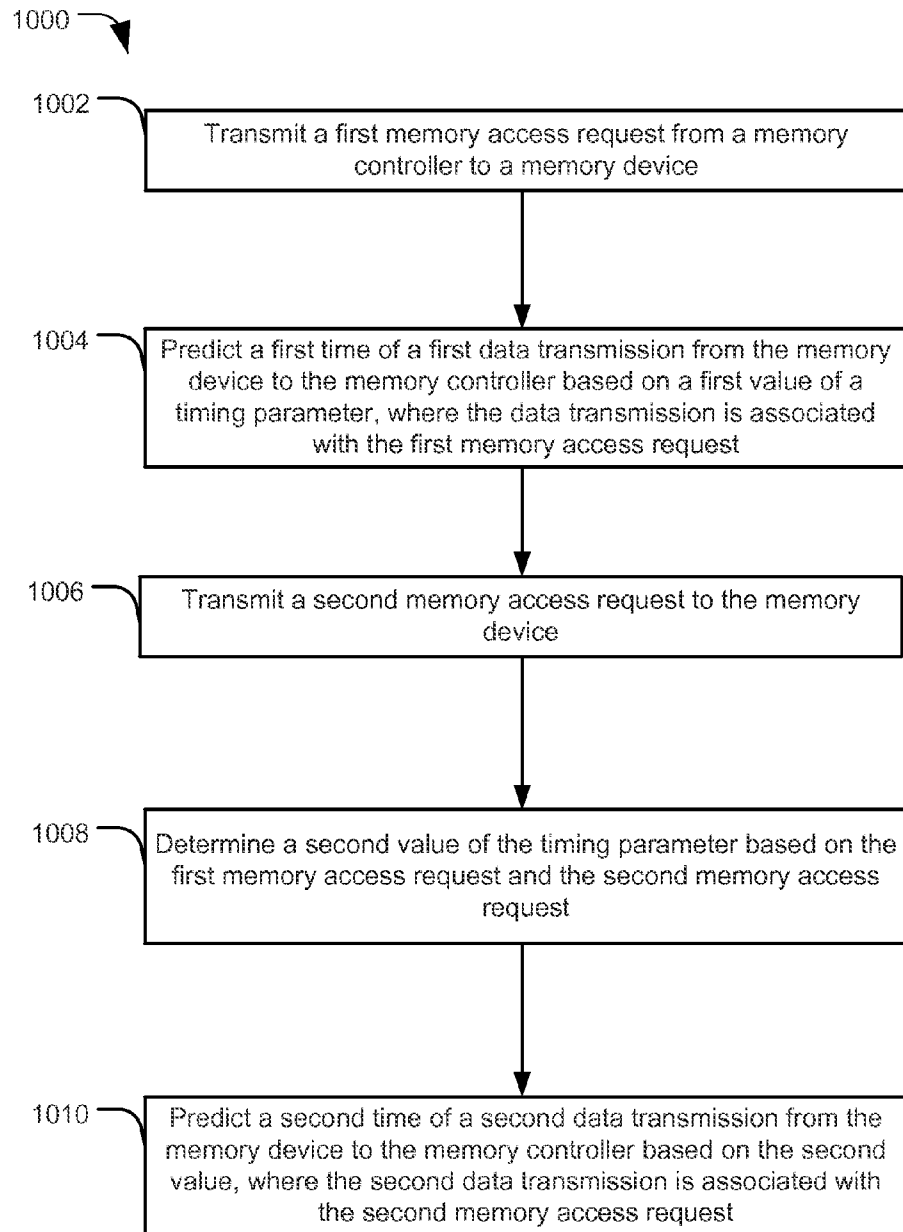 1000
1002
Transmit a first memory access request from a memory
controller to a memory device
1004
Predict a first time of a first data transmission from the memory
device to the memory controller based on a first value of a
timing parameter, where the data transmission is associated
with the first memory access request
1006
Transmit a second memory access request to the memory
device
1008
Determine a second value of the timing parameter based on the
first memory access request and the second memory access
request
1010
Predict a second time of a second data transmission from the
memory device to the memory controller based on the second
value, where the second data transmission is associated with
the second memory access request